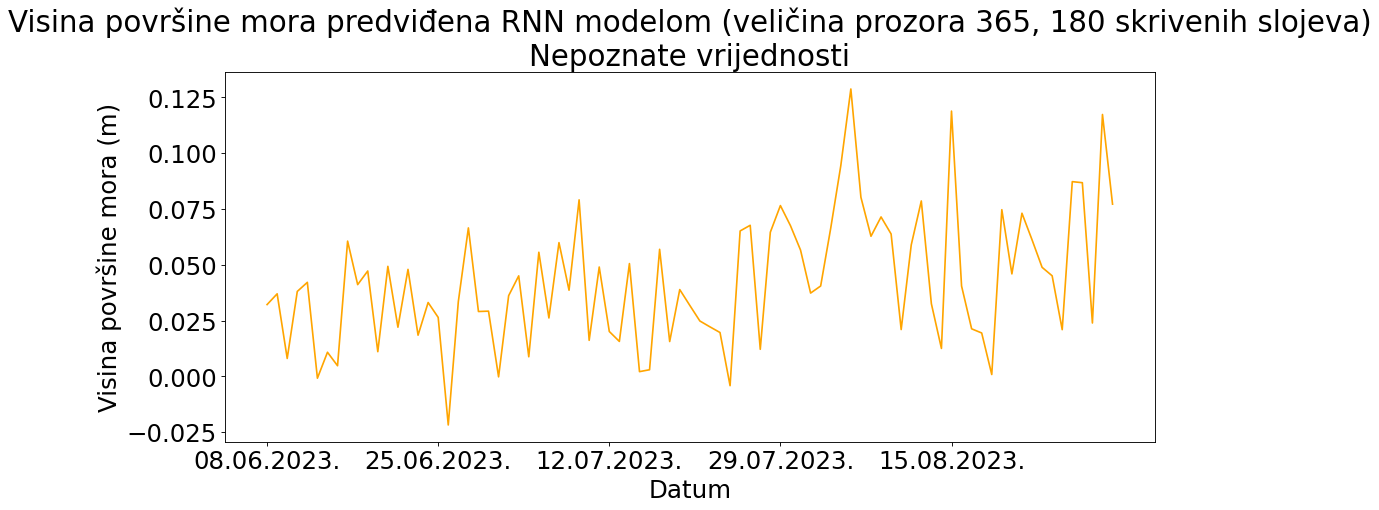 Visina površine mora predviđena RNN modelom (veličina prozora 365, 180 skrivenih slojeva)
Nepoznate vrijednosti
Visina površine mora (m)
0.125
0.100
0.075
0.050
0.025
0.000
−0.025
08.06.2023. 25.06.2023. 12.07.2023. 29.07.2023. 15.08.2023.
Datum